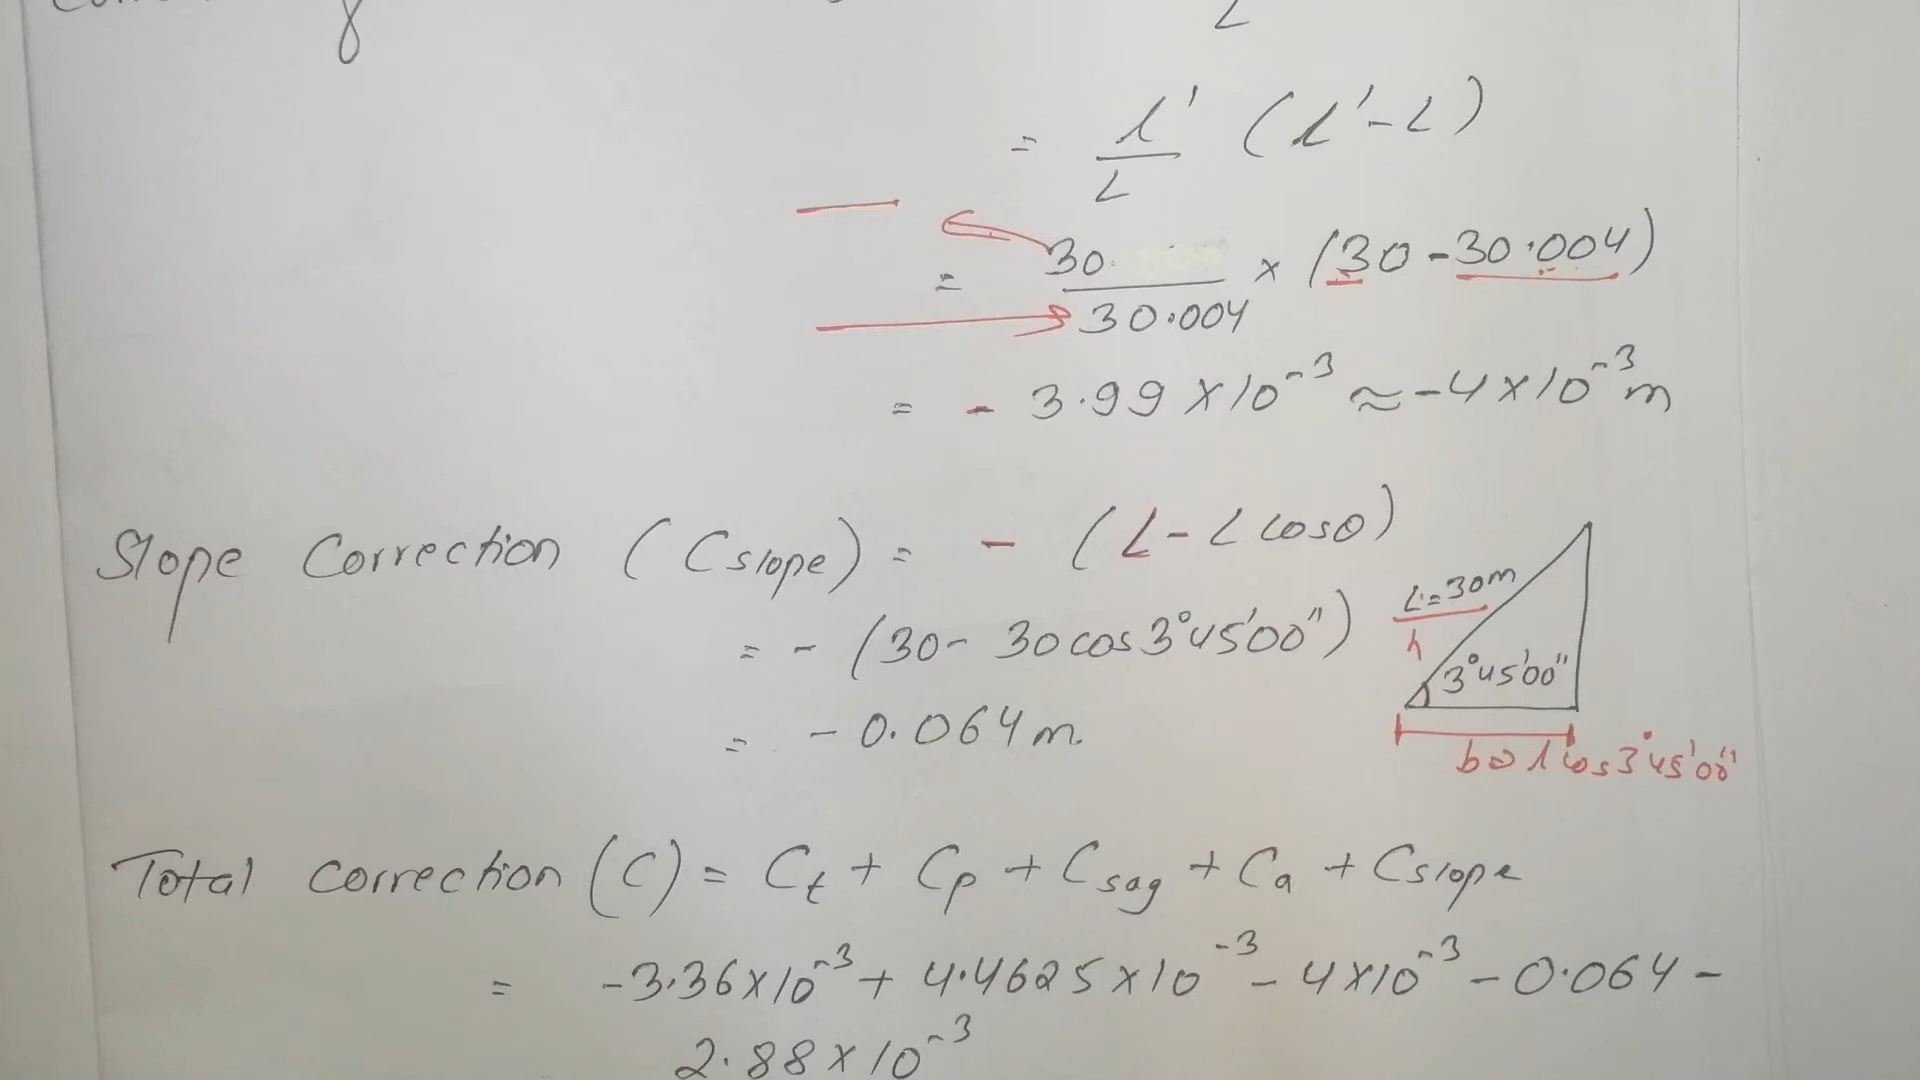 L
= l'/L (l' - L)
= 30/30.004 × (30 - 30.004)
= - 3.99 × 10^-3 ≈ -4 × 10^-3 m
Slope Correction (Cslope) = - (L - L cosθ)
= - (30 - 30 cos 3°45'00")
= - 0.064 m
L = 30m
h
3°45'00"
b = l cos 3°45'00"
Total correction (C) = Ct + Cp + Csag + Ca + Cslope
= -3.36×10^-3 + 4.4625×10^-3 - 4×10^-3 - 0.064 -
2.88×10^-3